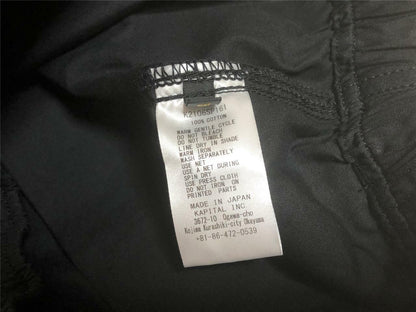 K2106SP161
100% COTTON
WARM GENTLE CYCLE
DO NOT BLEACH
DO NOT TUMBLE
LINE DRY IN SHADE
WARM IRON
WASH SEPARATELY
USE NET
USE A NET DURING
SPIN DRY
USE PRESS CLOTH
DO NOT IRON ON
PRINTED PARTS
MADE IN JAPAN
KAPITAL INC.
3672-10 Ogawa-cho
Kojima Kurashiki-city Okayama
+81-86-472-0539